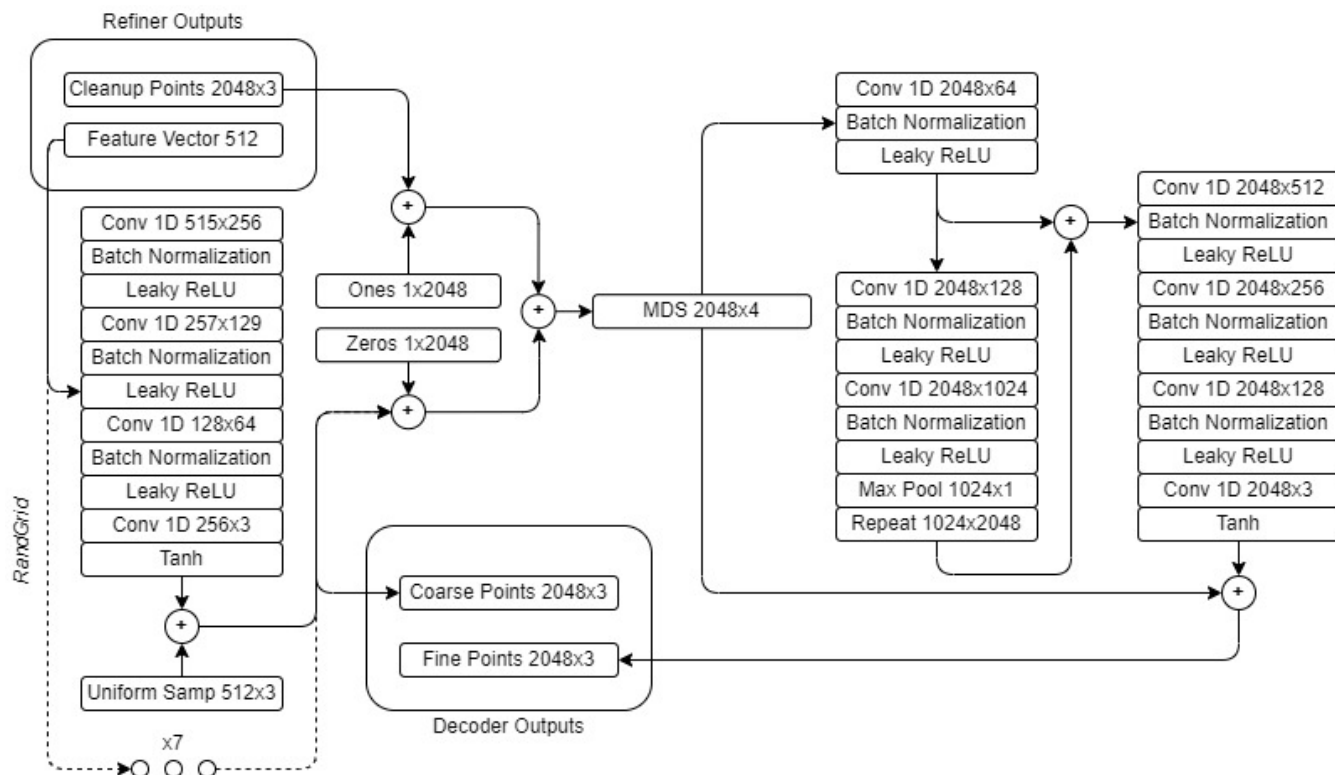 Refiner Outputs
Cleanup Points 2048x3
Feature Vector 512
Conv 1D 515x256
Batch Normalization
Leaky ReLU
Conv 1D 257x129
Batch Normalization
Leaky ReLU
Conv 1D 128x64
Batch Normalization
Leaky ReLU
Conv 1D 256x3
Tanh
+
Uniform Samp 512x3
RandGrid
x7
+
Ones 1x2048
Zeros 1x2048
+
+
MDS 2048x4
Coarse Points 2048x3
Fine Points 2048x3
Decoder Outputs
Conv 1D 2048x64
Batch Normalization
Leaky ReLU
Conv 1D 2048x128
Batch Normalization
Leaky ReLU
Conv 1D 2048x1024
Batch Normalization
Leaky ReLU
Max Pool 1024x1
Repeat 1024x2048
+
Conv 1D 2048x512
Batch Normalization
Leaky ReLU
Conv 1D 2048x256
Batch Normalization
Leaky ReLU
Conv 1D 2048x128
Batch Normalization
Leaky ReLU
Conv 1D 2048x3
Tanh
+